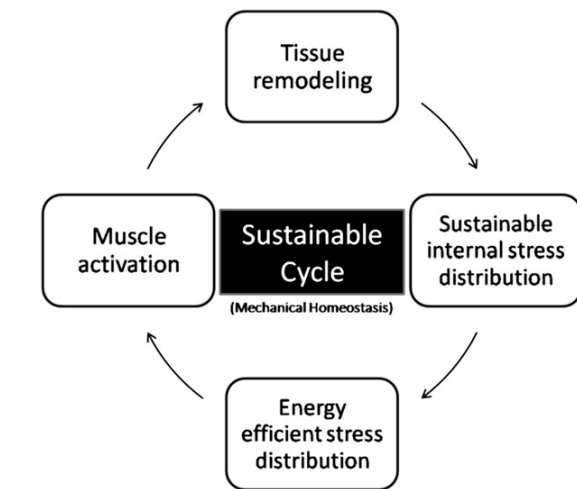 Tissue
remodeling
Muscle
activation
Sustainable
Cycle
(Mechanical Homeostasis)
Sustainable
internal stress
distribution
Energy
efficient stress
distribution